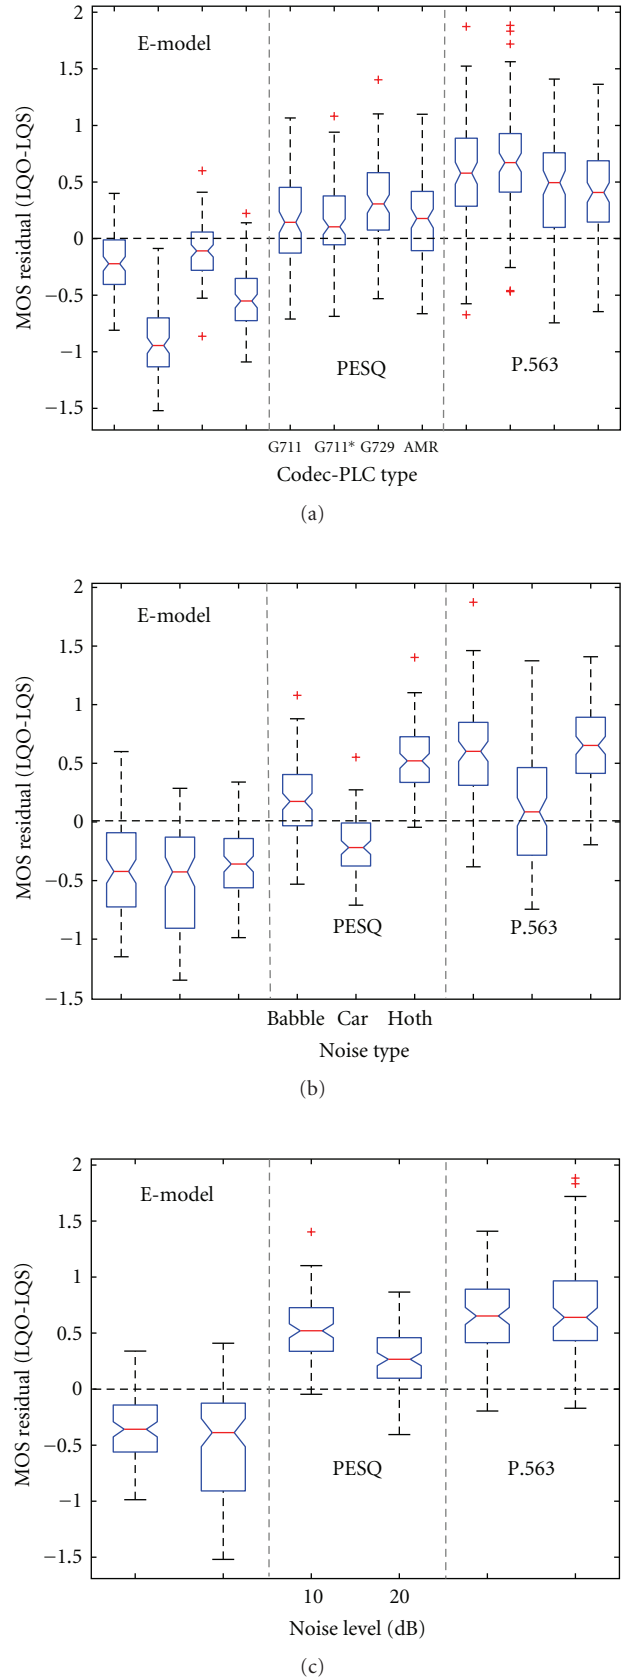 2
1.5
1
0.5
0
−0.5
−1
−1.5
MOS residual (LQO-LQS)
E-model
PESQ
P.563
G711 G711* G729 AMR
Codec-PLC type
(a)
2
1.5
1
0.5
0
−0.5
−1
−1.5
MOS residual (LQO-LQS)
E-model
PESQ
P.563
Babble Car Hoth
Noise type
(b)
2
1.5
1
0.5
0
−0.5
−1
−1.5
MOS residual (LQO-LQS)
E-model
PESQ
P.563
10 20
Noise level (dB)
(c)